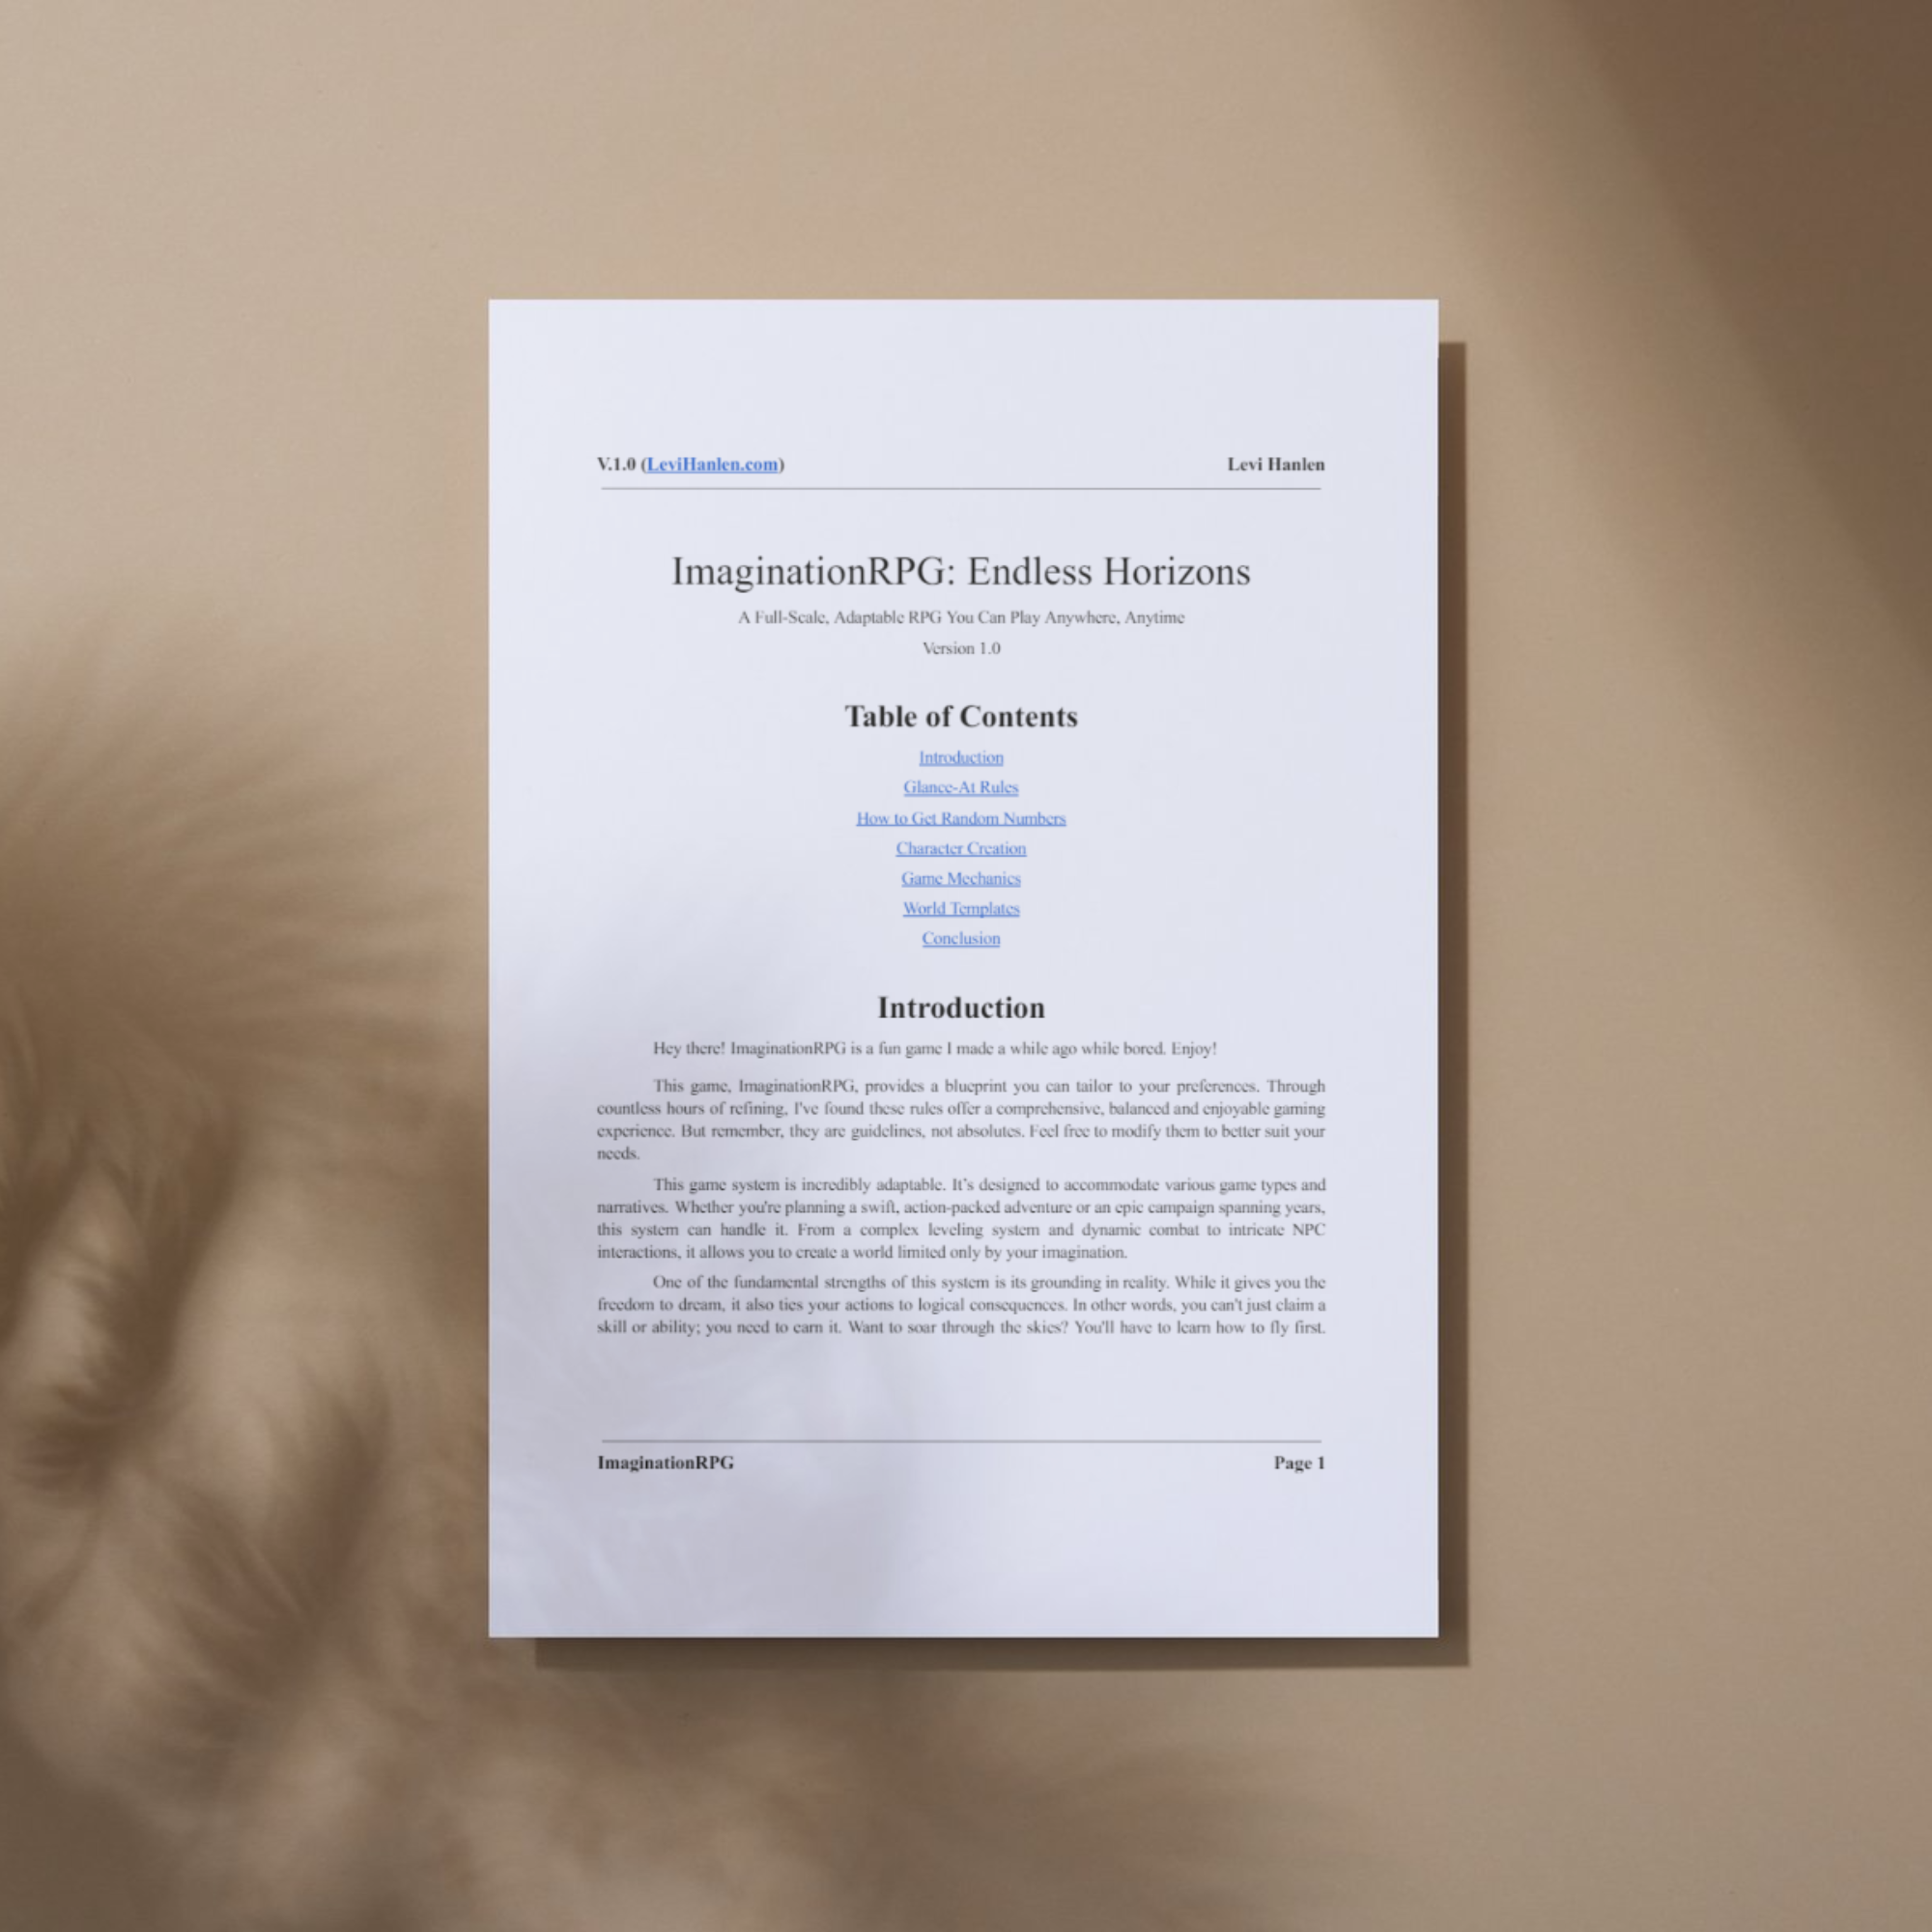 V.1.0 (LeviHanlen.com)
Levi Hanlen
ImaginationRPG: Endless Horizons
A Full-Scale, Adaptable RPG You Can Play Anywhere, Anytime
Version 1.0
Table of Contents
Introduction
Glance-At Rules
How to Get Random Numbers
Character Creation
Game Mechanics
World Templates
Conclusion
Introduction
Hey there! ImaginationRPG is a fun game I made a while ago while bored. Enjoy!
This game, ImaginationRPG, provides a blueprint you can tailor to your preferences. Through
countless hours of refining, I've found these rules offer a comprehensive, balanced and enjoyable gaming
experience. But remember, they are guidelines, not absolutes. Feel free to modify them to better suit your
needs.
This game system is incredibly adaptable. It's designed to accommodate various game types and
narratives. Whether you're planning a swift, action-packed adventure or an epic campaign spanning years,
this system can handle it. From a complex leveling system and dynamic combat to intricate NPC
interactions, it allows you to create a world limited only by your imagination.
One of the fundamental strengths of this system is its grounding in reality. While it gives you the
freedom to dream, it also ties your actions to logical consequences. In other words, you can't just claim a
skill or ability; you need to earn it. Want to soar through the skies? You'll have to learn how to fly first.
ImaginationRPG
Page 1